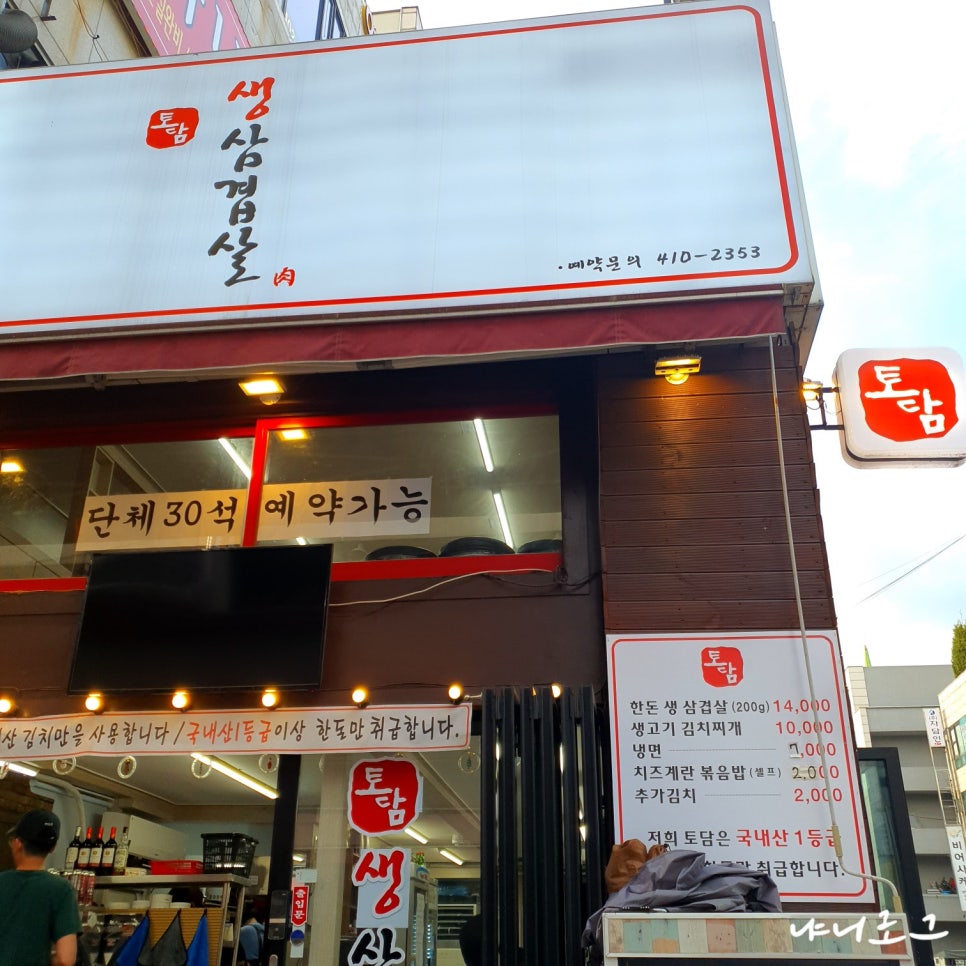 토담
생삼겹살
肉
·예약문의 410-2353
토담
단체 30석 예약가능
산 김치만을 사용합니다 / 국내산1등급이상 한돈만 취급합니다.
토담
한돈 생 삼겹살 (200g) 14,000
생고기 김치찌개 10,000
냉면 ,000
치즈계란 볶음밥 (셀프) 2,000
추가김치 2,000
저희 토담은 국내산 1등급
취급합니다.
토담
생삼
출입문
냐니로그